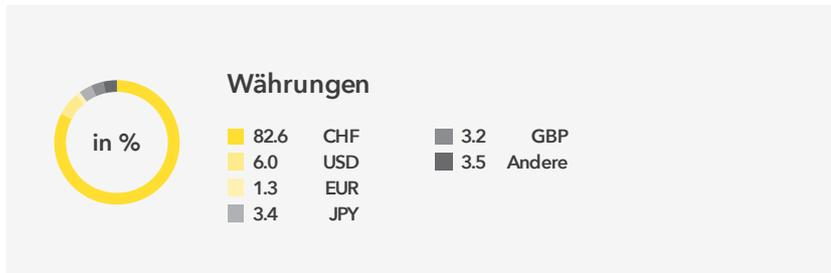 Währungen
in %
82.6 CHF
6.0 USD
1.3 EUR
3.4 JPY
3.2 GBP
3.5 Andere